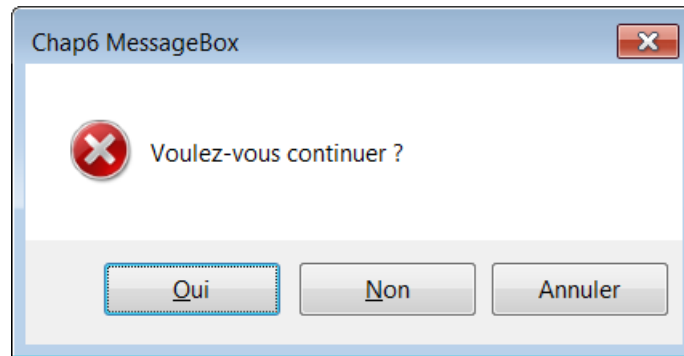 Chap6 MessageBox
Voulez-vous continuer ?
Oui
Non
Annuler